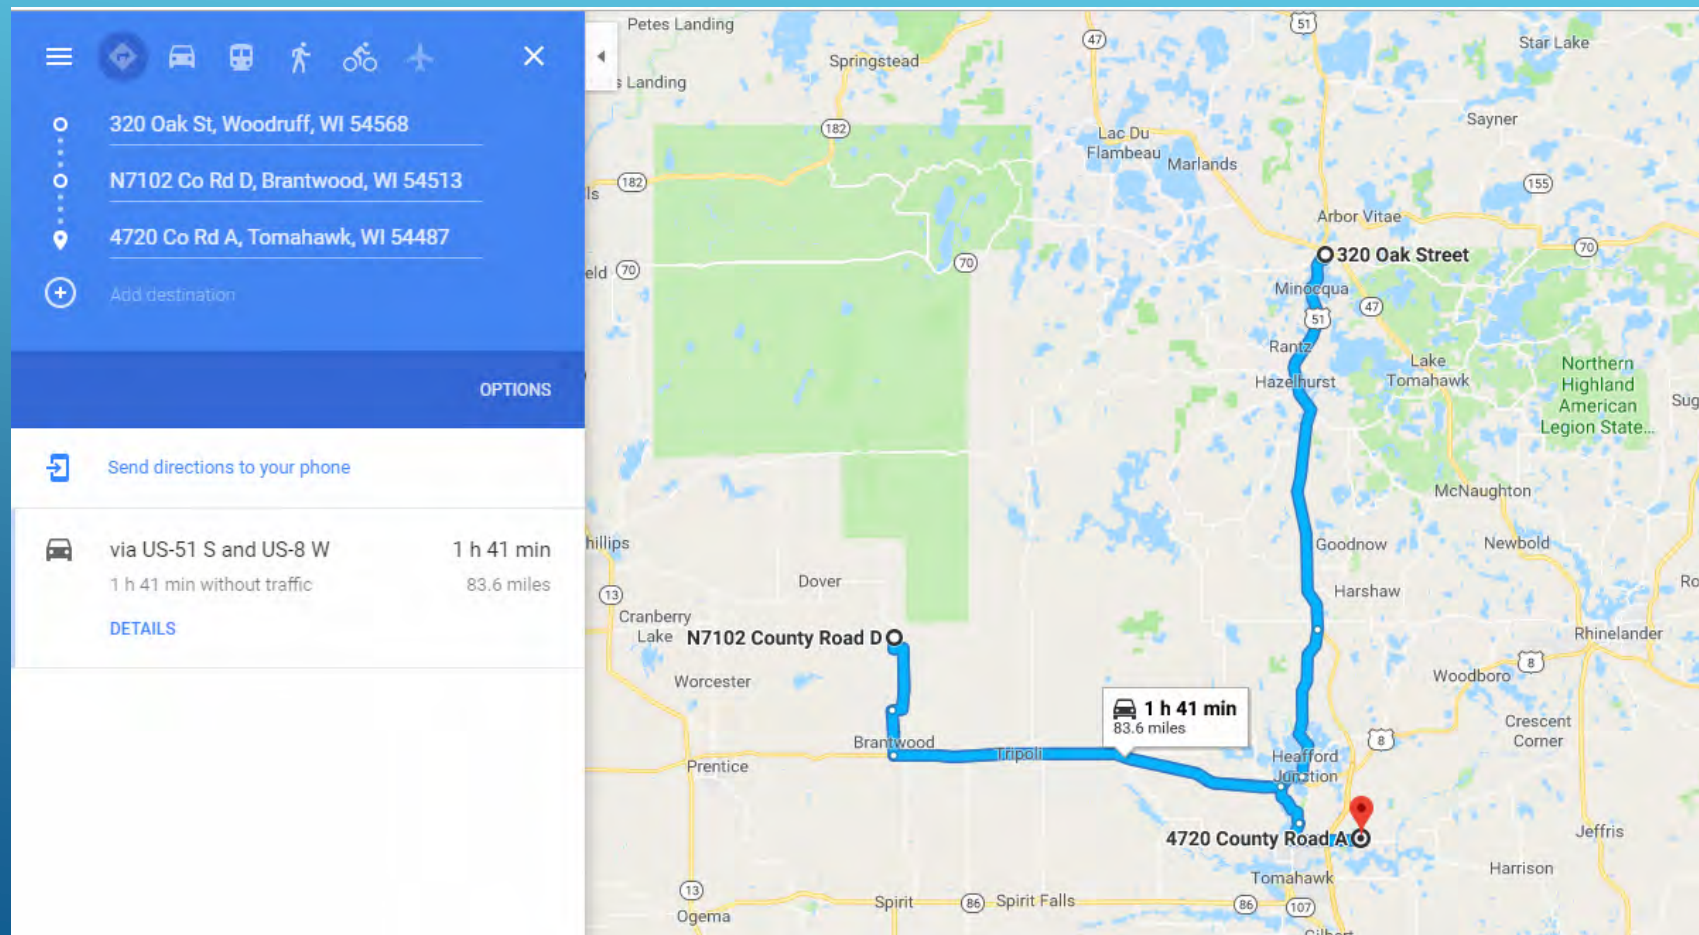 320 Oak St, Woodruff, WI 54568
N7102 Co Rd D, Brantwood, WI 54513
4720 Co Rd A, Tomahawk, WI 54487
Add destination
OPTIONS
Send directions to your phone
via US-51 S and US-8 W
1 h 41 min
1 h 41 min without traffic
83.6 miles
DETAILS
Petes Landing
51
47
Star Lake
Springstead
s Landing
Sayner
182
Lac Du
Flambeau
Marlands
182
155
ls
Arbor Vitae
70
320 Oak Street
eld
70
70
Minocqua
47
51
Rantz
Lake
Tomahawk
Northern
Highland
American
Legion State...
Hazelhurst
Sug
McNaughton
hillips
Goodnow
Newbold
Dover
Ro
13
Harshaw
Cranberry
Lake
N7102 County Road D
Rhinelander
8
Worcester
Woodboro
1 h 41 min
83.6 miles
Crescent
Corner
8
Brantwood
Tripoli
Heafford
Junction
Prentice
4720 County Road A
Jeffris
Harrison
Tomahawk
13
Spirit
86
Spirit Falls
86
107
Ogema
Gilbert